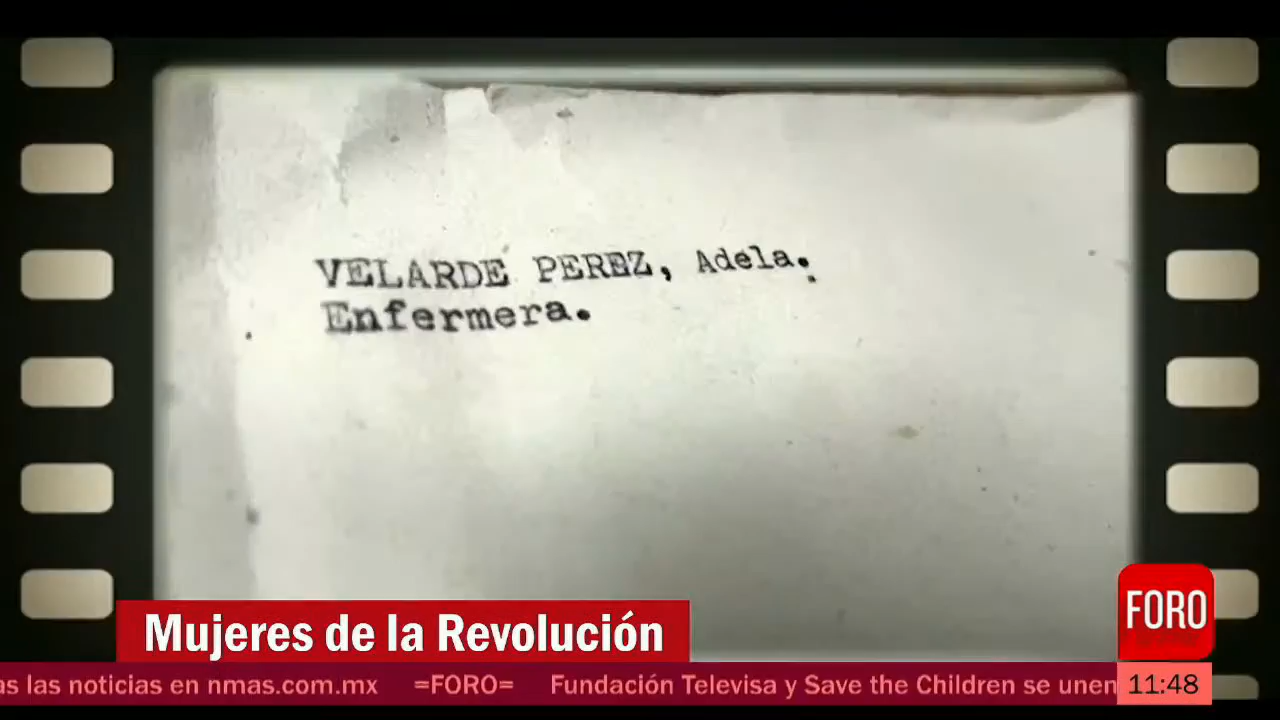 VELARDE PEREZ, Adela.
Enfermera.
Mujeres de la Revolución
FORO
as las noticias en nmas.com.mx =FORO= Fundación Televisa y Save the Children se unen
11:48